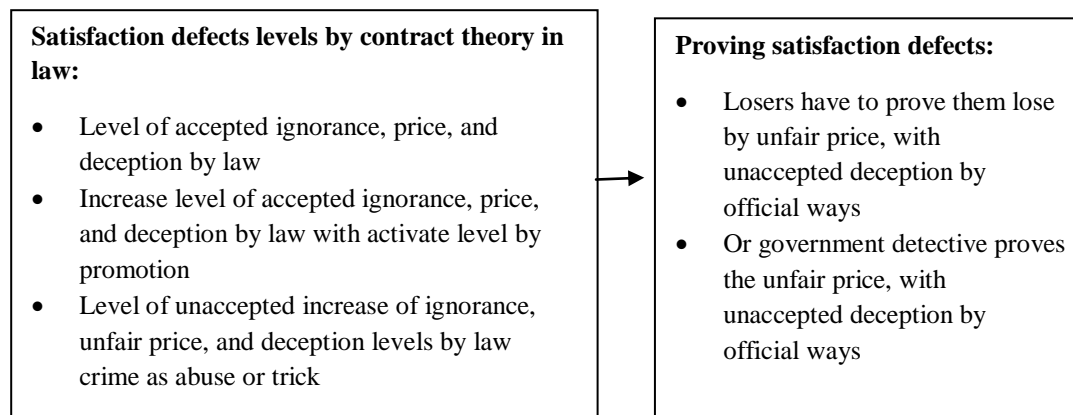 Satisfaction defects levels by contract theory in
law:
• Level of accepted ignorance, price, and
deception by law
• Increase level of accepted ignorance, price,
and deception by law with activate level by
promotion
• Level of unaccepted increase of ignorance,
unfair price, and deception levels by law
crime as abuse or trick
Proving satisfaction defects:
• Losers have to prove them lose
by unfair price, with
unaccepted deception by
official ways
• Or government detective proves
the unfair price, with
unaccepted deception by
official ways